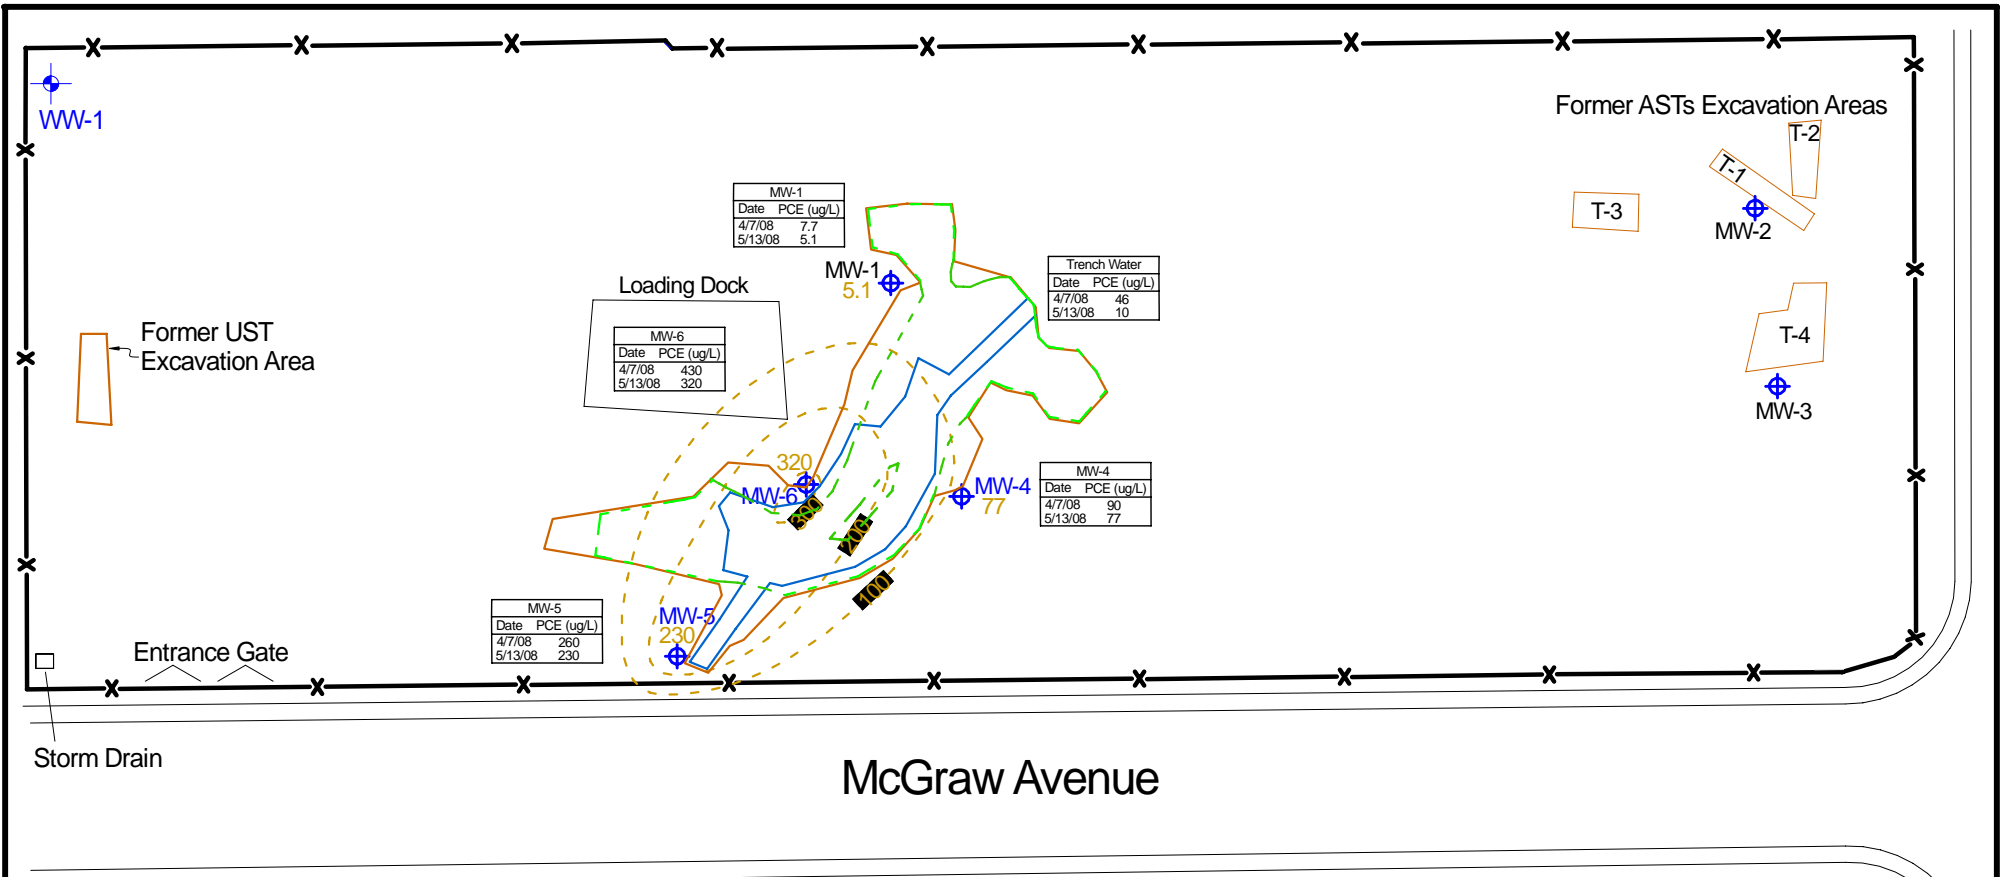 WW-1
Former ASTs Excavation Areas
T-2
T-1
T-3
MW-2
T-4
MW-3
MW-1
Date PCE (ug/L)
4/7/08 7.7
5/13/08 5.1
MW-1
5.1
Trench Water
Date PCE (ug/L)
4/7/08 46
5/13/08 10
Loading Dock
MW-6
Date PCE (ug/L)
4/7/08 430
5/13/08 320
Former UST
Excavation Area
320
MW-6
300
200
100
MW-4
77
MW-4
Date PCE (ug/L)
4/7/08 90
5/13/08 77
MW-5
Date PCE (ug/L)
4/7/08 260
5/13/08 230
MW-5
230
Entrance Gate
Storm Drain
McGraw Avenue